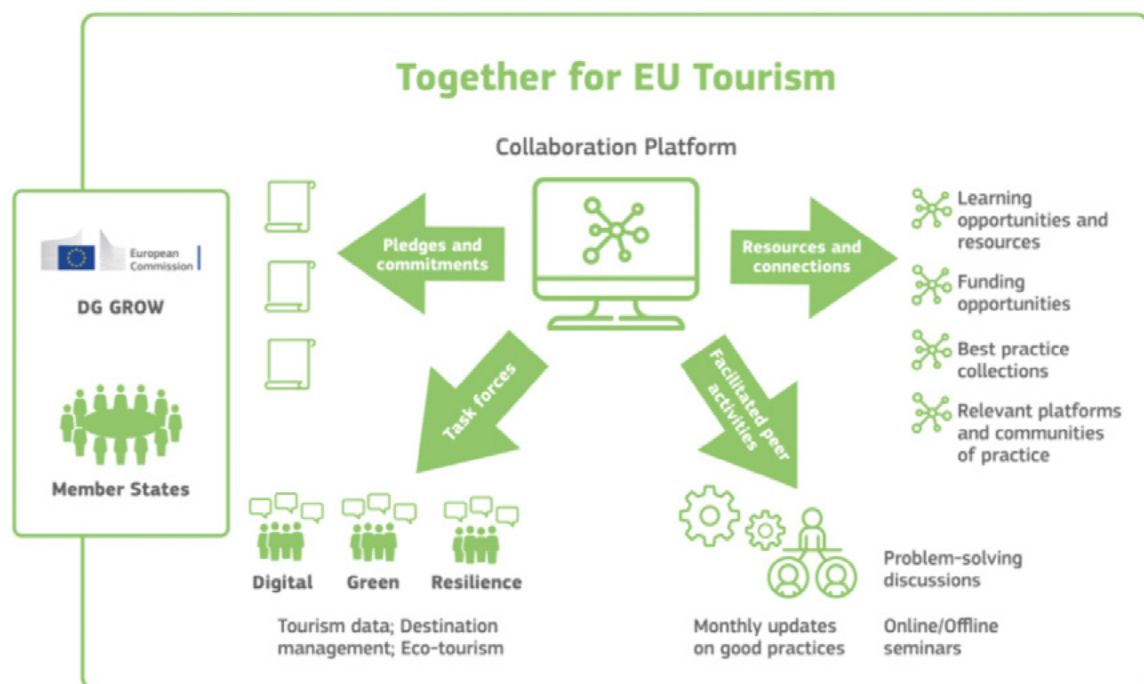 Together for EU Tourism
Collaboration Platform
European
Commission
DG GROW
Member States
Pledges and
commitments
Resources and
connections
Learning
opportunities and
resources
Funding
opportunities
Best practice
collections
Relevant platforms
and communities
of practice
Task forces
Facilitated peer
activities
Digital
Green
Resilience
Tourism data; Destination
management; Eco-tourism
Problem-solving
discussions
Monthly updates
on good practices
Online/Offline
seminars